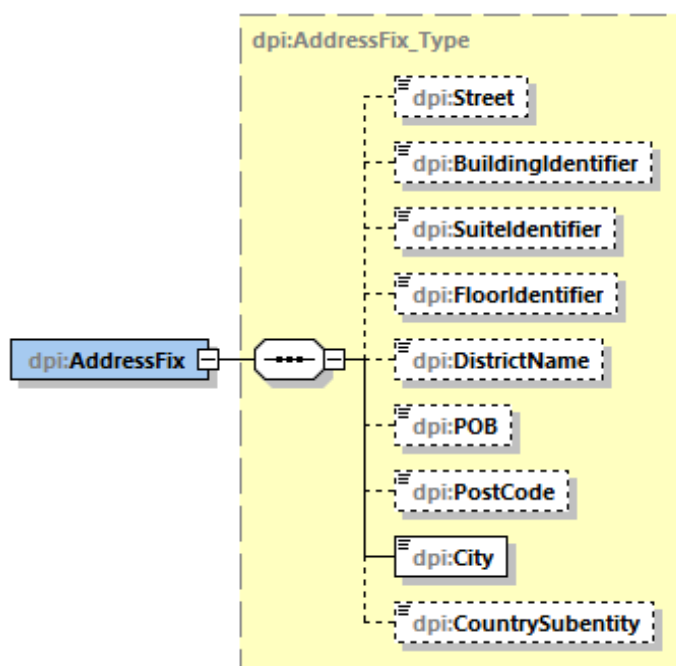 dpi:AddressFix_Type
dpi:Street
dpi:BuildingIdentifier
dpi:SuiteIdentifier
dpi:FloorIdentifier
dpi:AddressFix
dpi:DistrictName
dpi:POB
dpi:PostCode
dpi:City
dpi:CountrySubentity